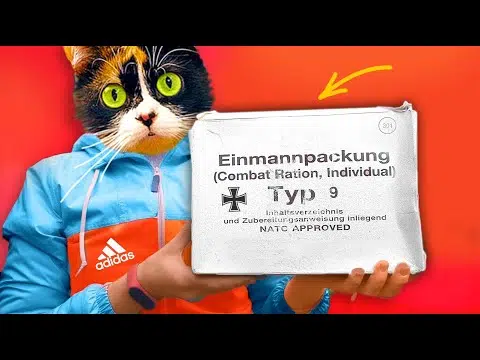 Einmannpackung
(Combat Ration, Individual)
Typ 9
Inhaltsverzeichnis
und Zubereitungsanweisung inliegend
NATO APPROVED
adidas